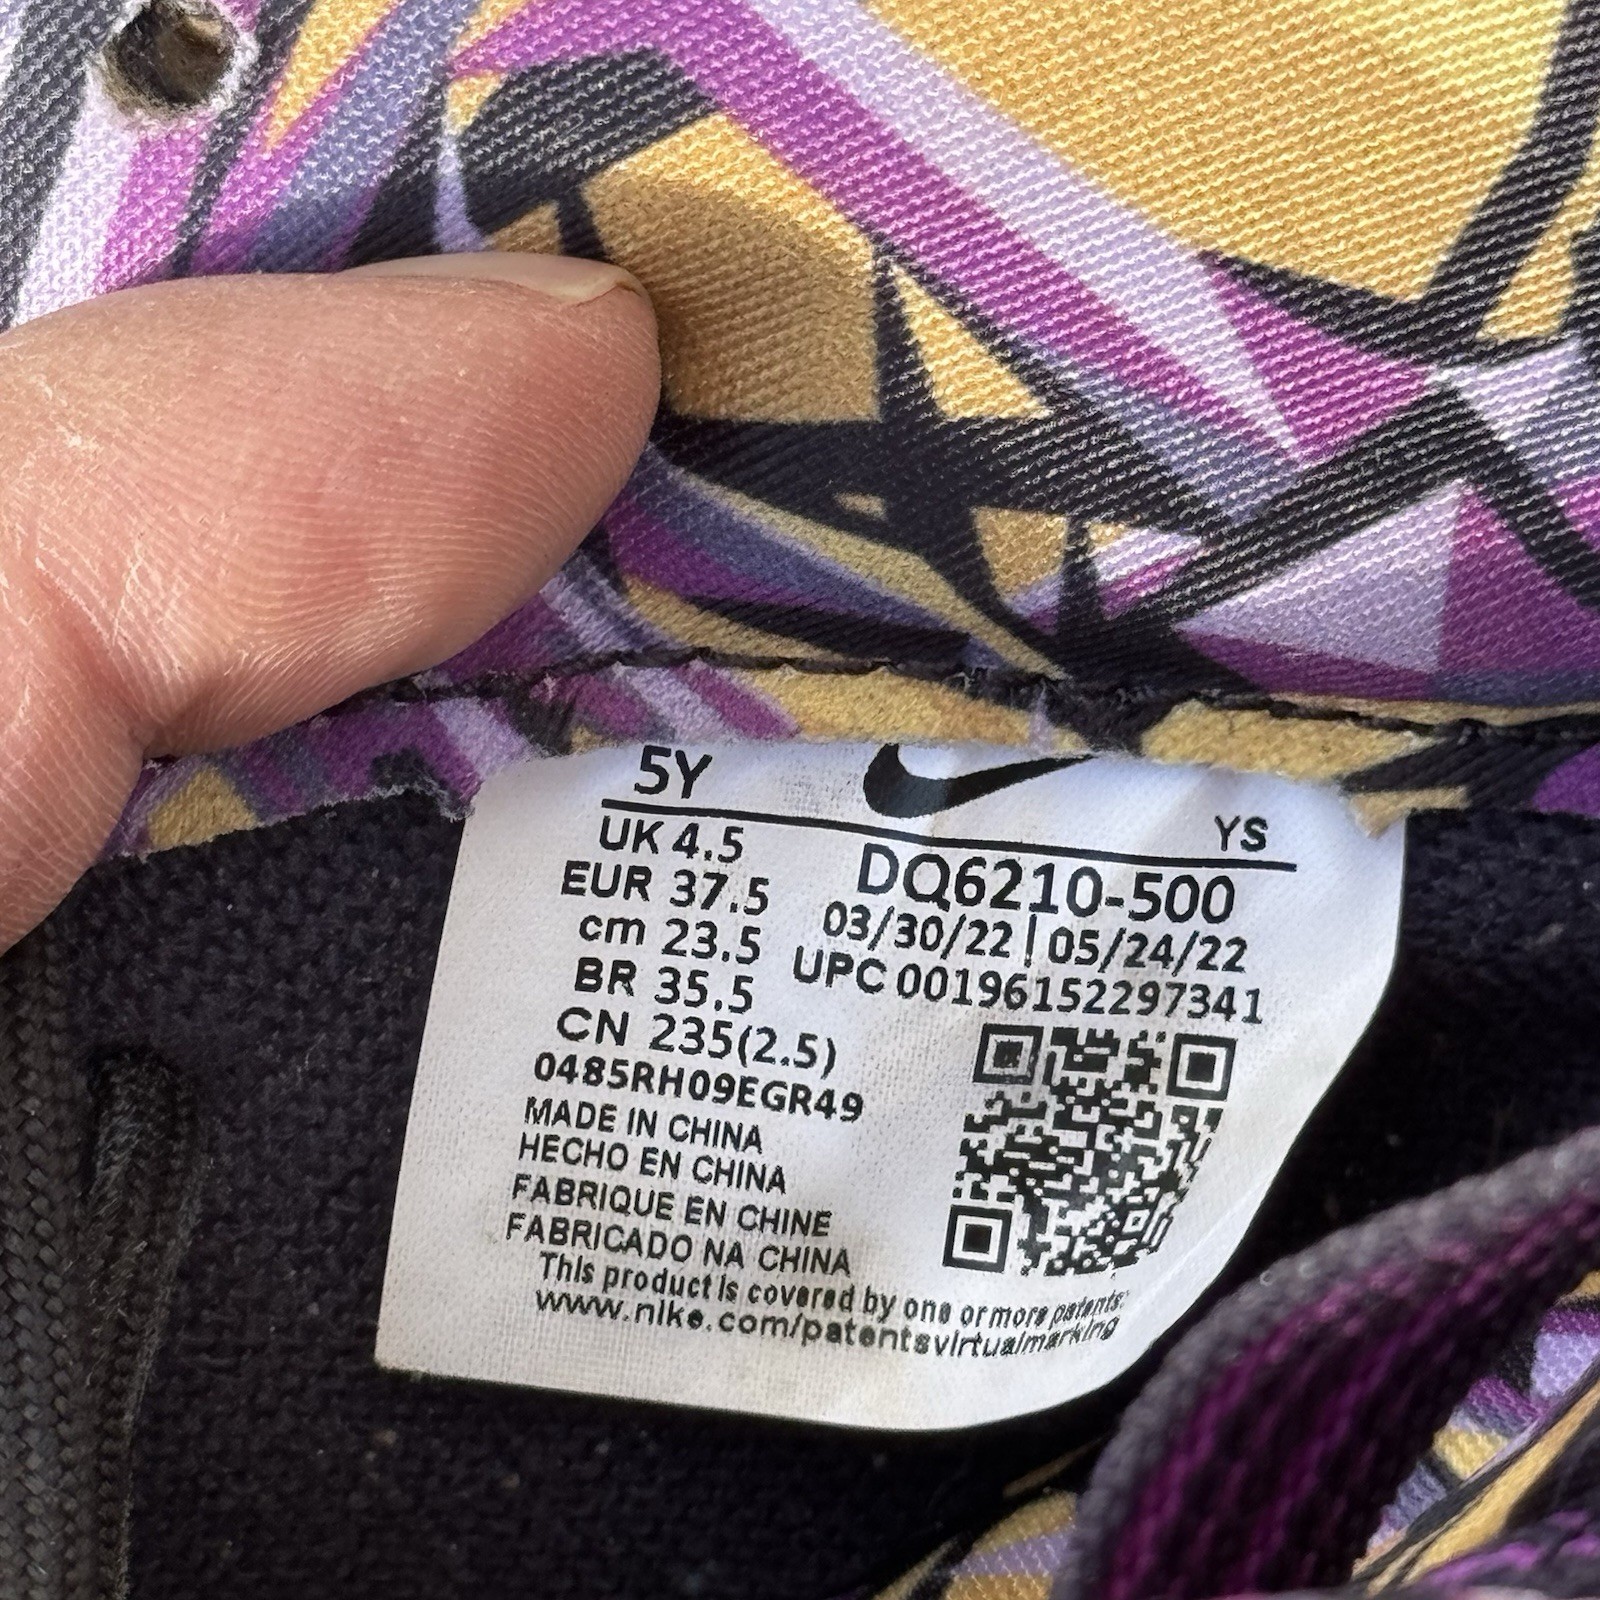 5Y
YS
UK 4.5
EUR 37.5
cm 23.5
BR 35.5
CN 235(2.5)
DQ6210-500
03/30/22 | 05/24/22
UPC 00196152297341
0485RH09EGR49
MADE IN CHINA
HECHO EN CHINA
FABRIQUE EN CHINE
FABRICADO NA CHINA
This product is covered by one or more patents:
www.nike.com/patentsvirtualmarking